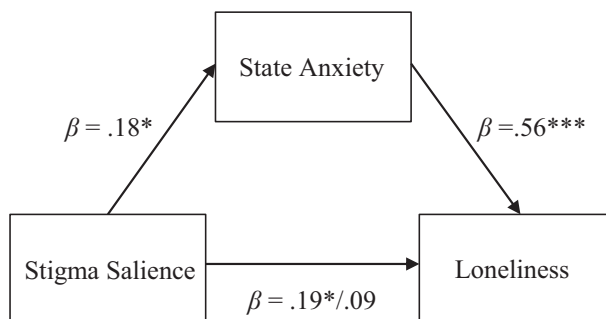 State Anxiety
β = .18*
β =.56***
Stigma Salience
Loneliness
β = .19*/.09